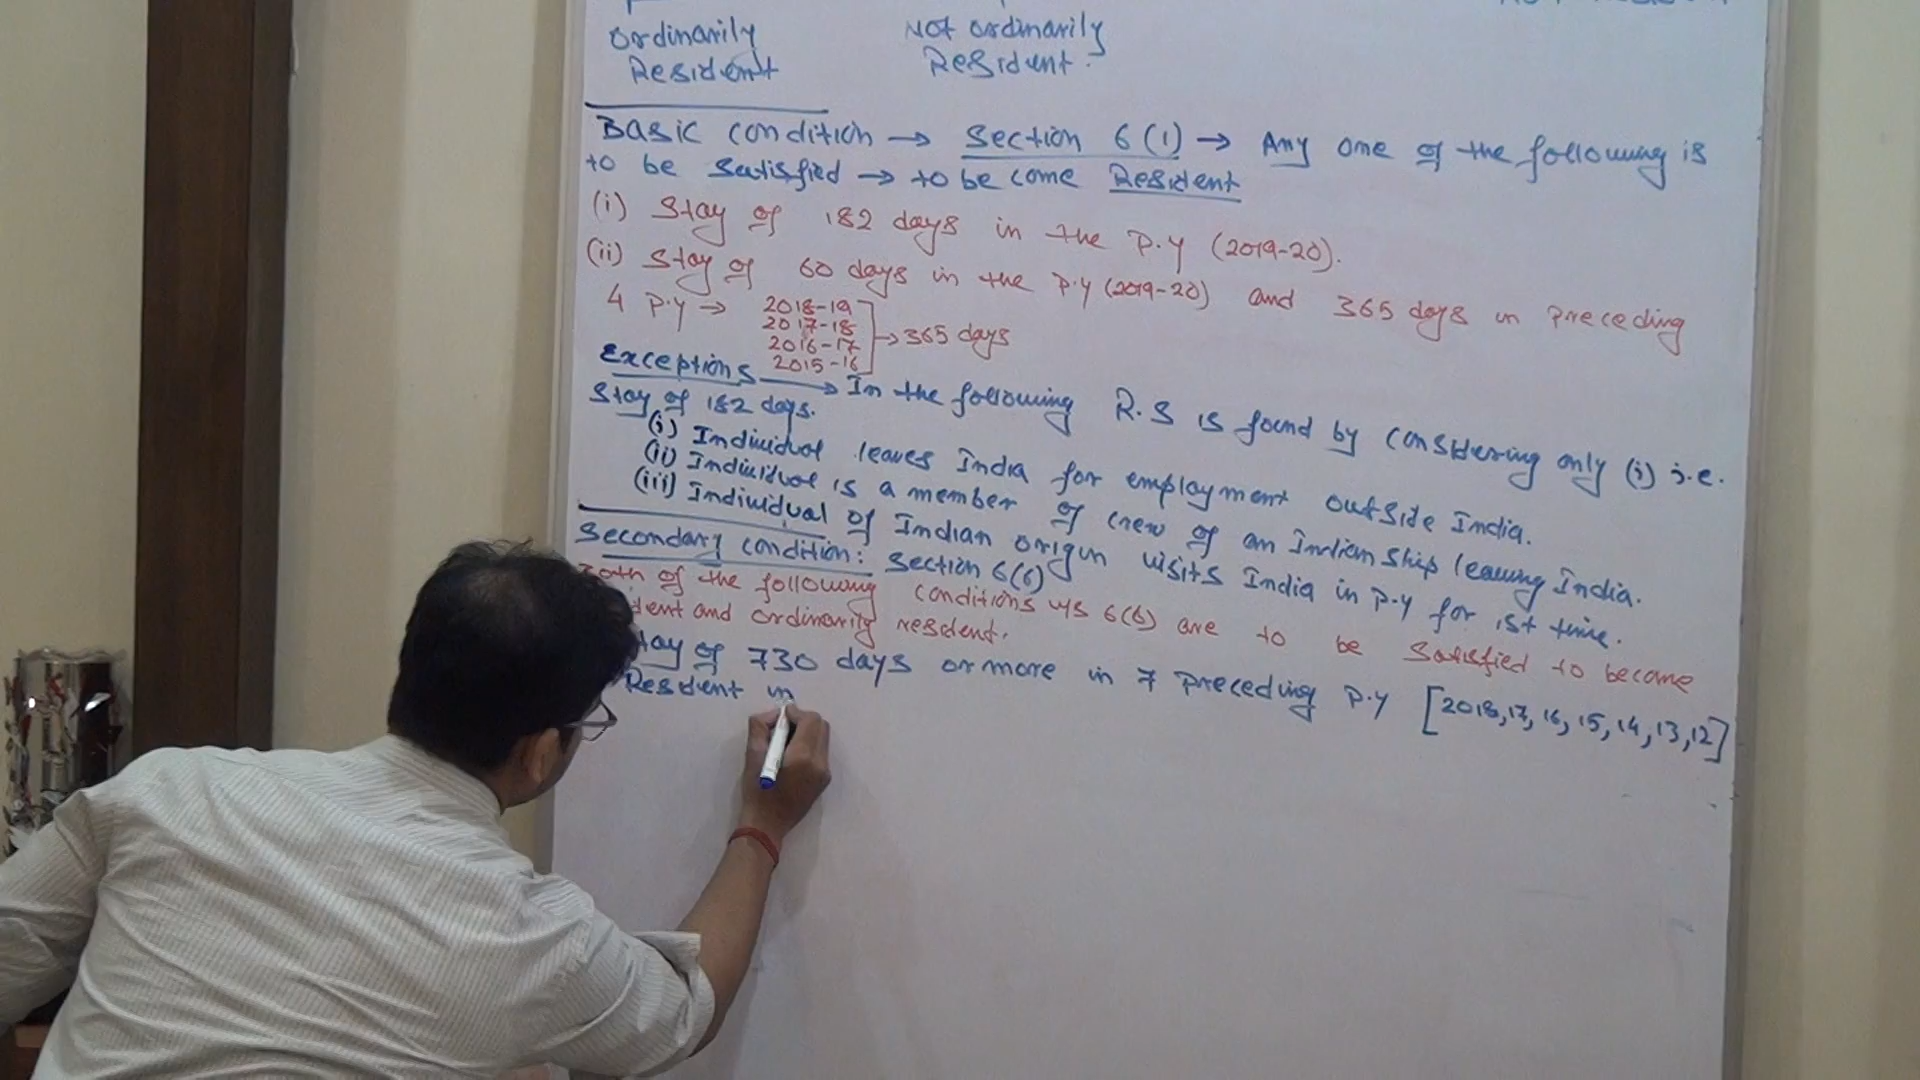 ordinarily Not ordinarily
Resident Resident.
Basic condition → Section 6(1) → Any one of the following is
to be satisfied → to become Resident
(i) Stay of 182 days in the P.Y (2019-20).
(ii) Stay of 60 days in the P.Y (2019-20) and 365 days in preceding
4 P.Y → 2018-19
2017-18
2016-17 → 365 days
2015-16
Exceptions → In the following R.S is found by considering only (i) i.e.
Stay of 182 days.
(i) Individual leaves India for employment outside India.
(ii) Individual is a member of crew of an Indian ship leaving India.
(iii) Individual of Indian origin visits India in P.Y for 1st time.
Secondary condition: Section 6(6)
Both of the following conditions u/s 6(6) are to be satisfied to become
dent and ordinarily resident.
tay of 730 days or more in 7 preceding P.Y [2018,17,16,15,14,13,12]
Resident in